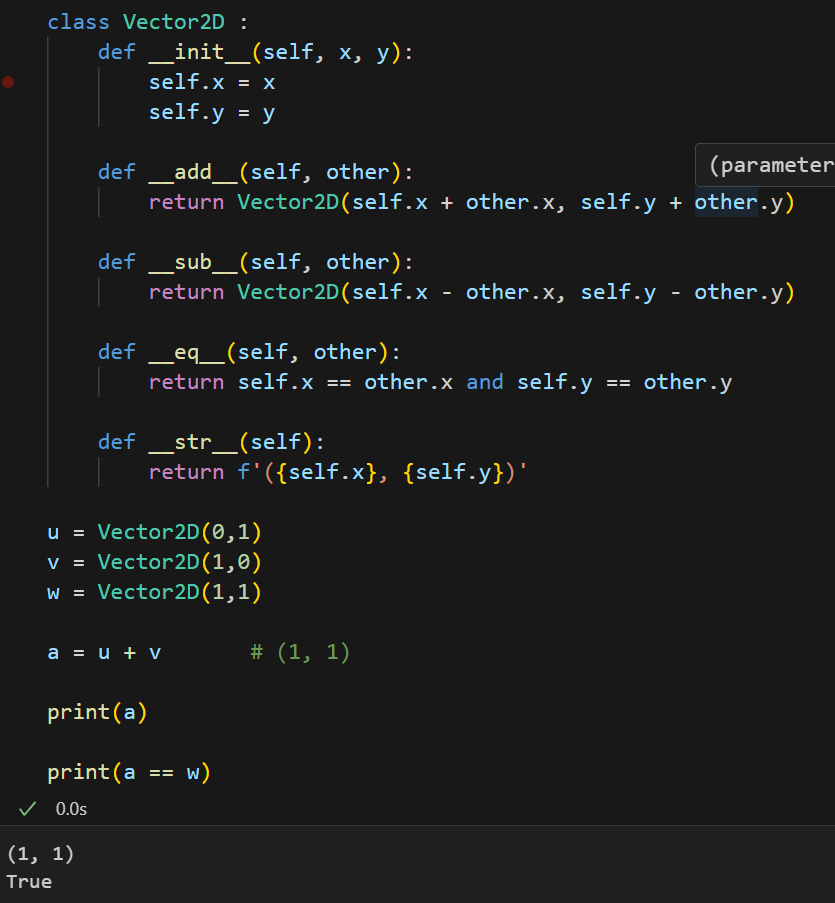 class Vector2D :
    def __init__(self, x, y):
        self.x = x
        self.y = y
    def __add__(self, other):
(parameter
        return Vector2D(self.x + other.x, self.y + other.y)
    def __sub__(self, other):
        return Vector2D(self.x - other.x, self.y - other.y)
    def __eq__(self, other):
        return self.x == other.x and self.y == other.y
    def __str__(self):
        return f'({self.x}, {self.y})'
u = Vector2D(0,1)
v = Vector2D(1,0)
w = Vector2D(1,1)
a = u + v       # (1, 1)
print(a)
print(a == w)
0.0s
(1, 1)
True